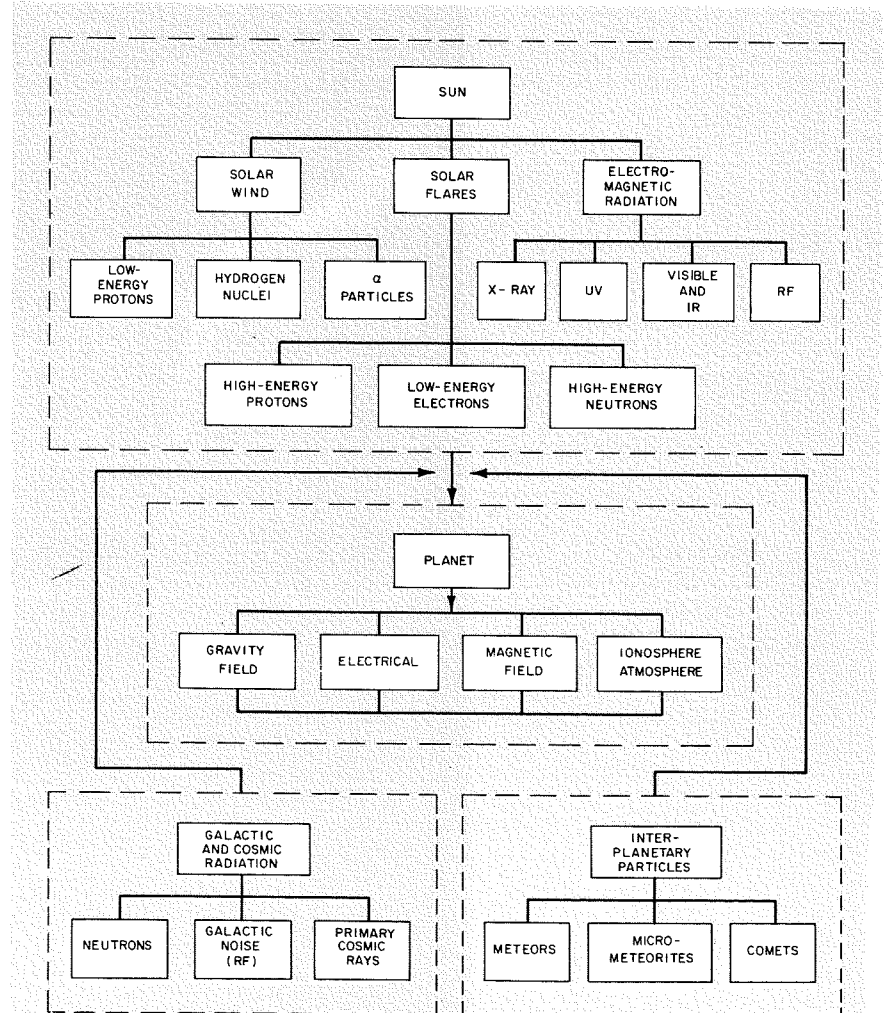 SUN
SOLAR
WIND
SOLAR
FLARES
ELECTRO-
MAGNETIC
RADIATION
LOW-
ENERGY
PROTONS
HYDROGEN
NUCLEI
α
PARTICLES
X-RAY
UV
VISIBLE
AND
IR
RF
HIGH-ENERGY
PROTONS
LOW-ENERGY
ELECTRONS
HIGH-ENERGY
NEUTRONS
PLANET
GRAVITY
FIELD
ELECTRICAL
MAGNETIC
FIELD
IONOSPHERE
ATMOSPHERE
GALACTIC
AND COSMIC
RADIATION
INTER-
PLANETARY
PARTICLES
NEUTRONS
GALACTIC
NOISE
(RF)
PRIMARY
COSMIC
RAYS
METEORS
MICRO-
METEORITES
COMETS